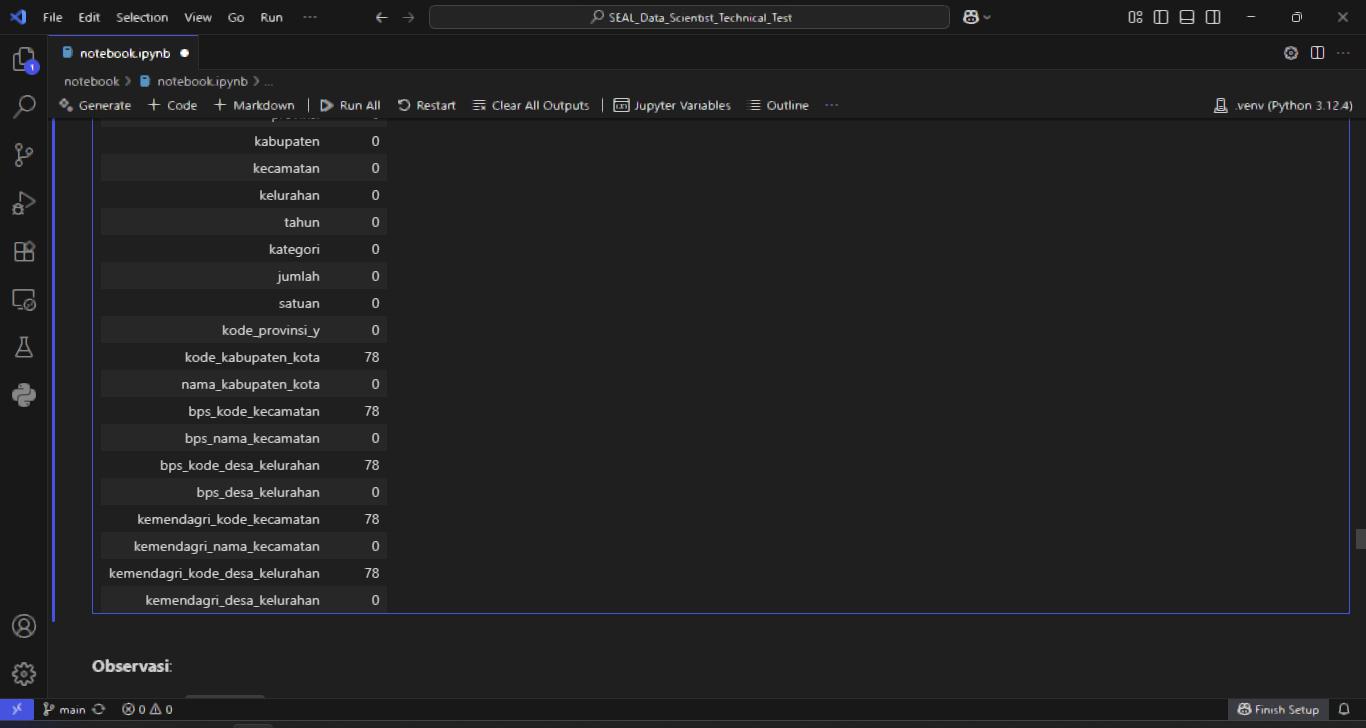 File Edit Selection View Go Run ··· SEAL_Data_Scientist_Technical_Test
notebook.ipynb
1
notebook > notebook.ipynb > ...
Generate + Code + Markdown Run All Restart Clear All Outputs Jupyter Variables Outline ··· .venv (Python 3.12.4)
kabupaten 0
kecamatan 0
kelurahan 0
tahun 0
kategori 0
jumlah 0
satuan 0
kode_provinsi_y 0
kode_kabupaten_kota 78
nama_kabupaten_kota 0
bps_kode_kecamatan 78
bps_nama_kecamatan 0
bps_kode_desa_kelurahan 78
bps_desa_kelurahan 0
kemendagri_kode_kecamatan 78
kemendagri_nama_kecamatan 0
kemendagri_kode_desa_kelurahan 78
kemendagri_desa_kelurahan 0
Observasi:
main 0 0 Finish Setup